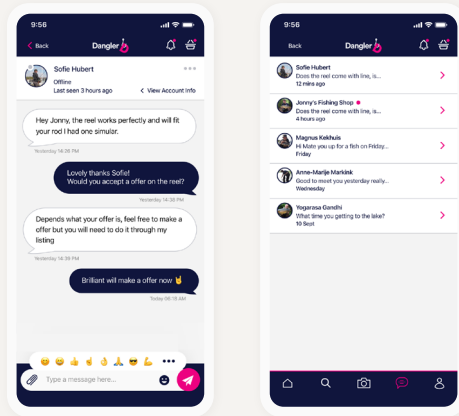 9:56
Back
Dangler
Sofie Hubert
Offline
Last seen 3 hours ago
View Account Info
Hey Jonny, the reel works perfectly and will fit
your rod I had one simular.
Yesterday 14:36 PM
Lovely thanks Sofie!
Would you accept a offer on the reel?
Yesterday 14:38 PM
Depends what your offer is, feel free to make a
offer but you will need to do it through my
listing
Yesterday 14:39 PM
Brilliant will make a offer now 🤘
Today 06:15 AM
Type a message here...
9:56
Back
Dangler
Sofie Hubert
Does the reel come with line, is...
12 mins ago
Jonny's Fishing Shop
Does the reel come with line, is...
4 hours ago
Magnus Kekhuis
Hi Mate you up for a fish on Friday...
Friday
Anne-Marije Markink
Good to meet you yesterday really...
Wednesday
Yogarasa Gandhi
What time you getting to the lake?
10 Sept